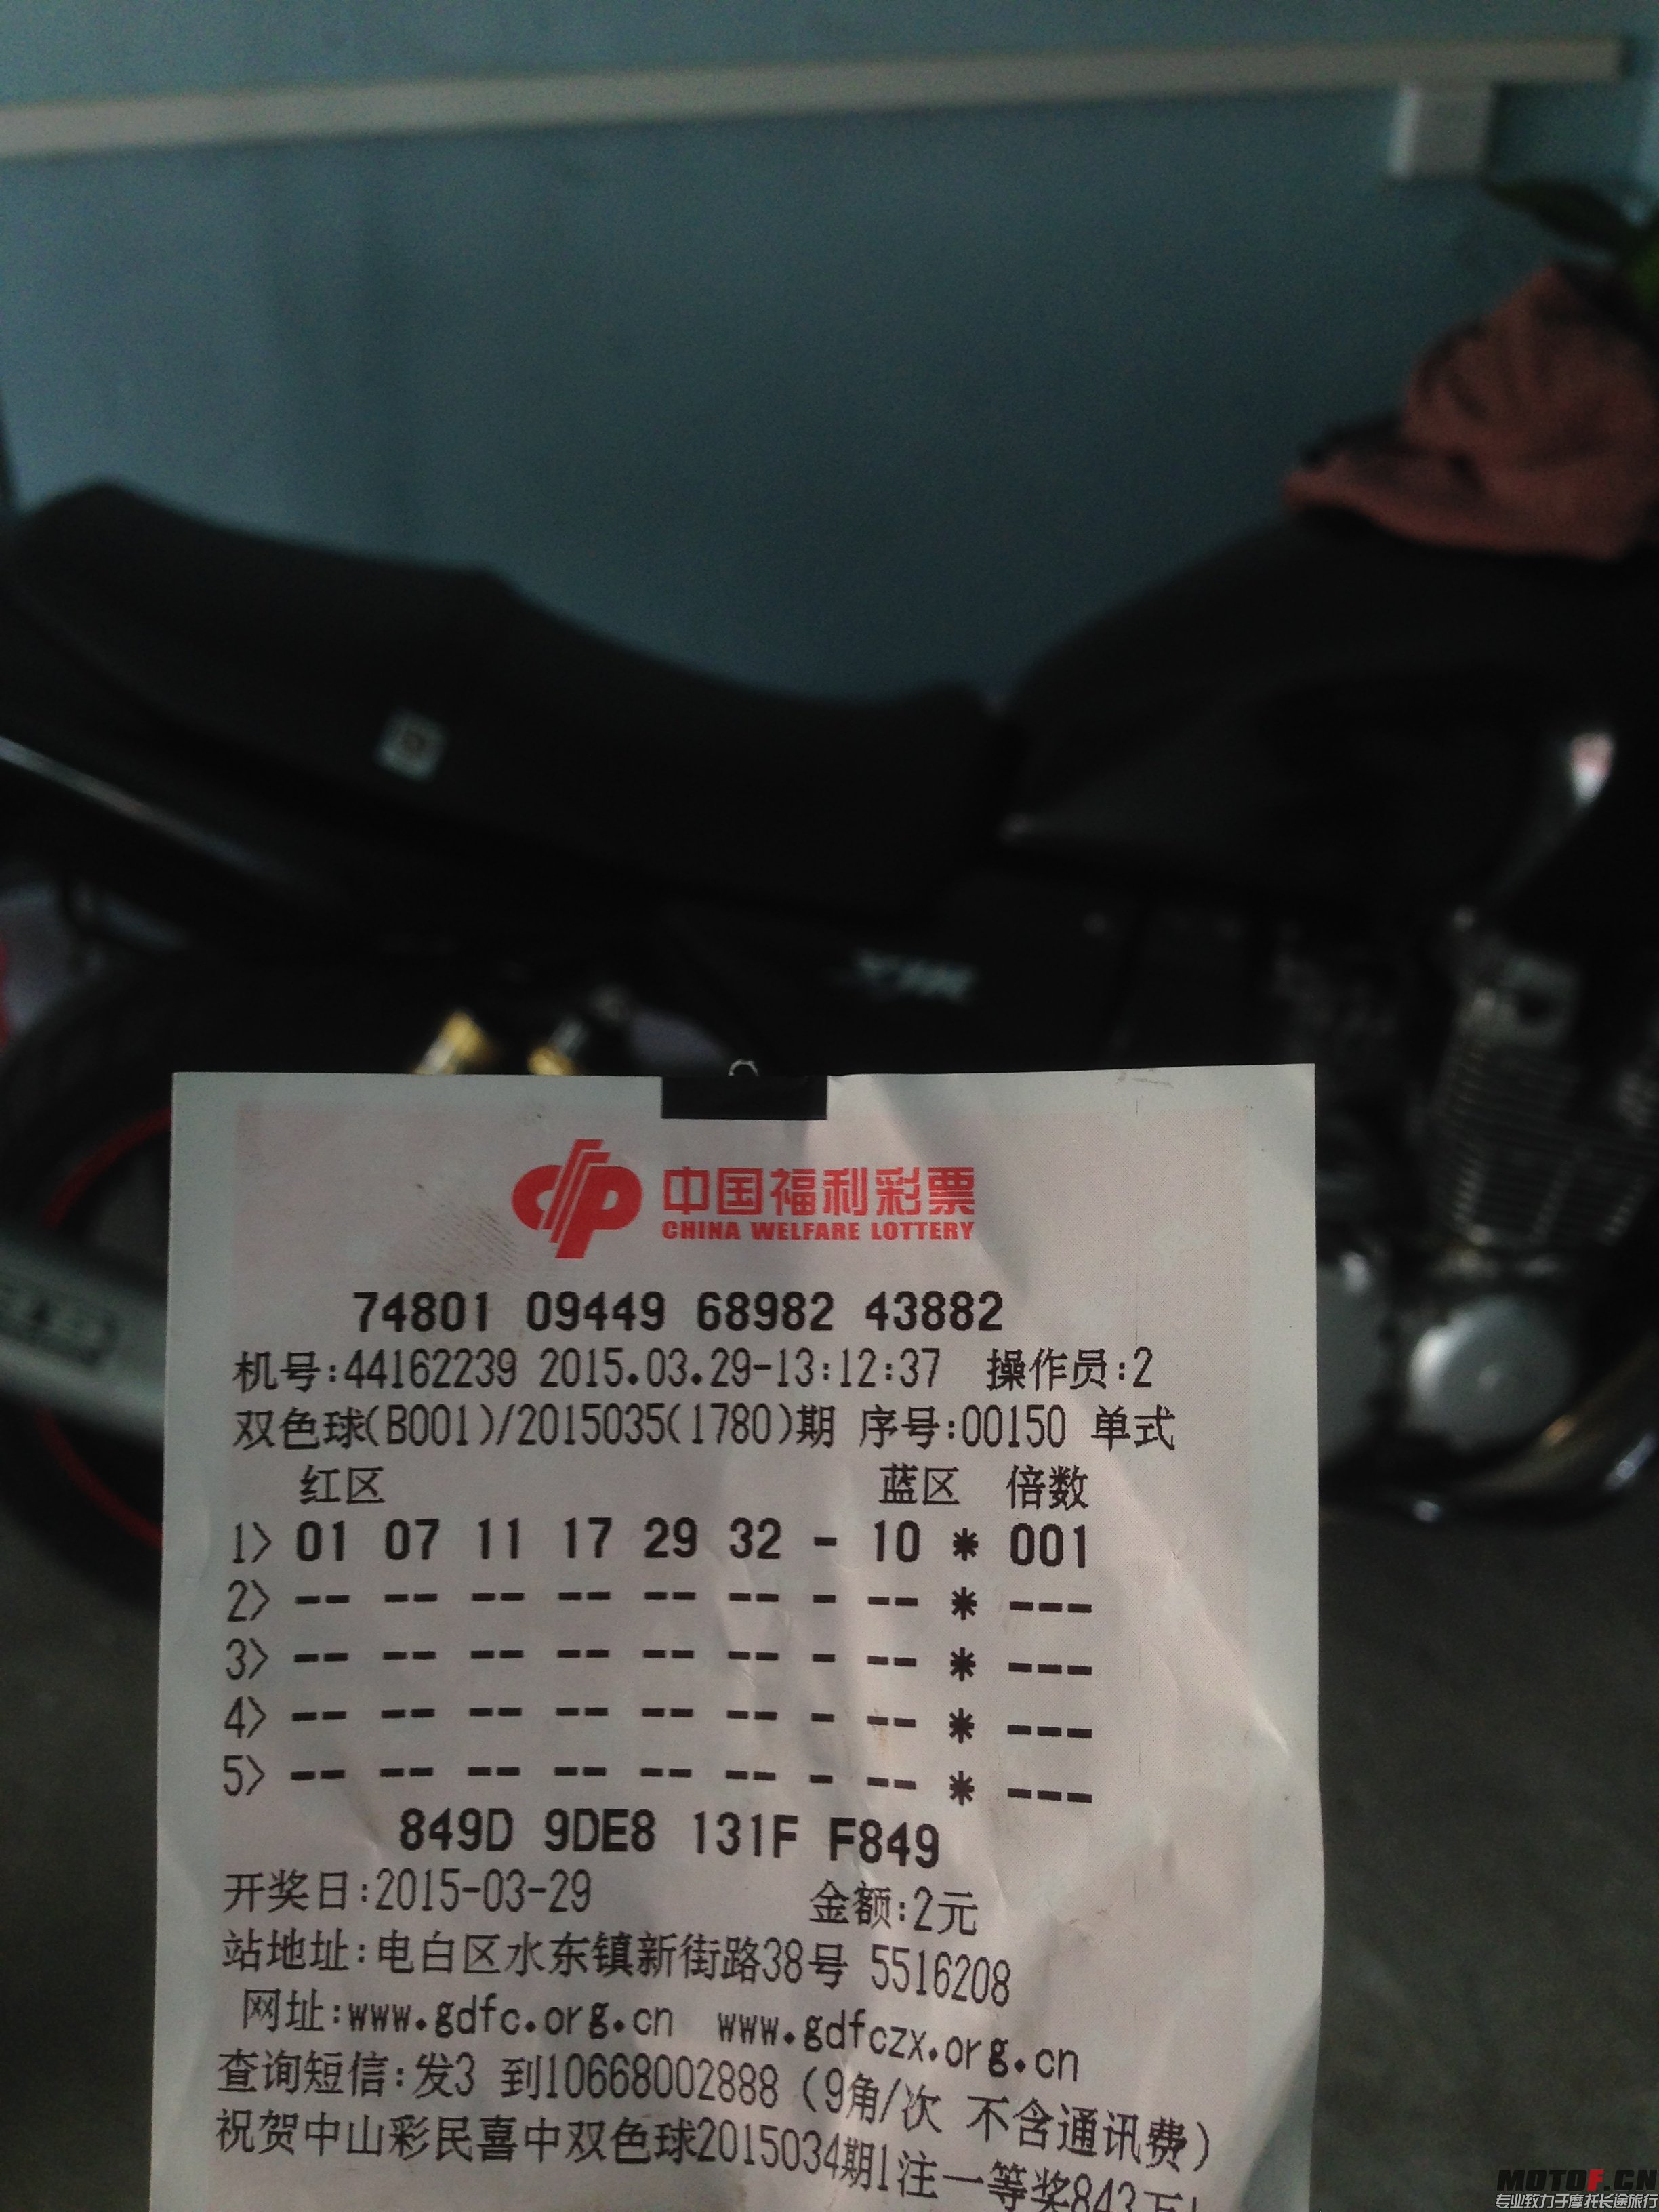 中国福利彩票
CHINA WELFARE LOTTERY
74801 09449 68982 43882
机号:44162239 2015.03.29-13:12:37 操作员:2
双色球(B001)/2015035(1780)期 序号:00150 单式
红区 蓝区 倍数
1> 01 07 11 17 29 32 - 10 * 001
2> -- -- -- -- -- -- - -- * ---
3> -- -- -- -- -- -- - -- * ---
4> -- -- -- -- -- -- - -- * ---
5> -- -- -- -- -- -- - -- * ---
849D 9DE8 131F F849
开奖日:2015-03-29 金额:2元
站地址:电白区水东镇新街路38号 5516208
网址:www.gdfc.org.cn www.gdfczx.org.cn
查询短信:发3 到10668002888(9角/次 不含通讯费)
祝贺中山彩民喜中双色球2015034期1注一等奖843万!
MOTOF.CN
专业致力于摩托长途旅行